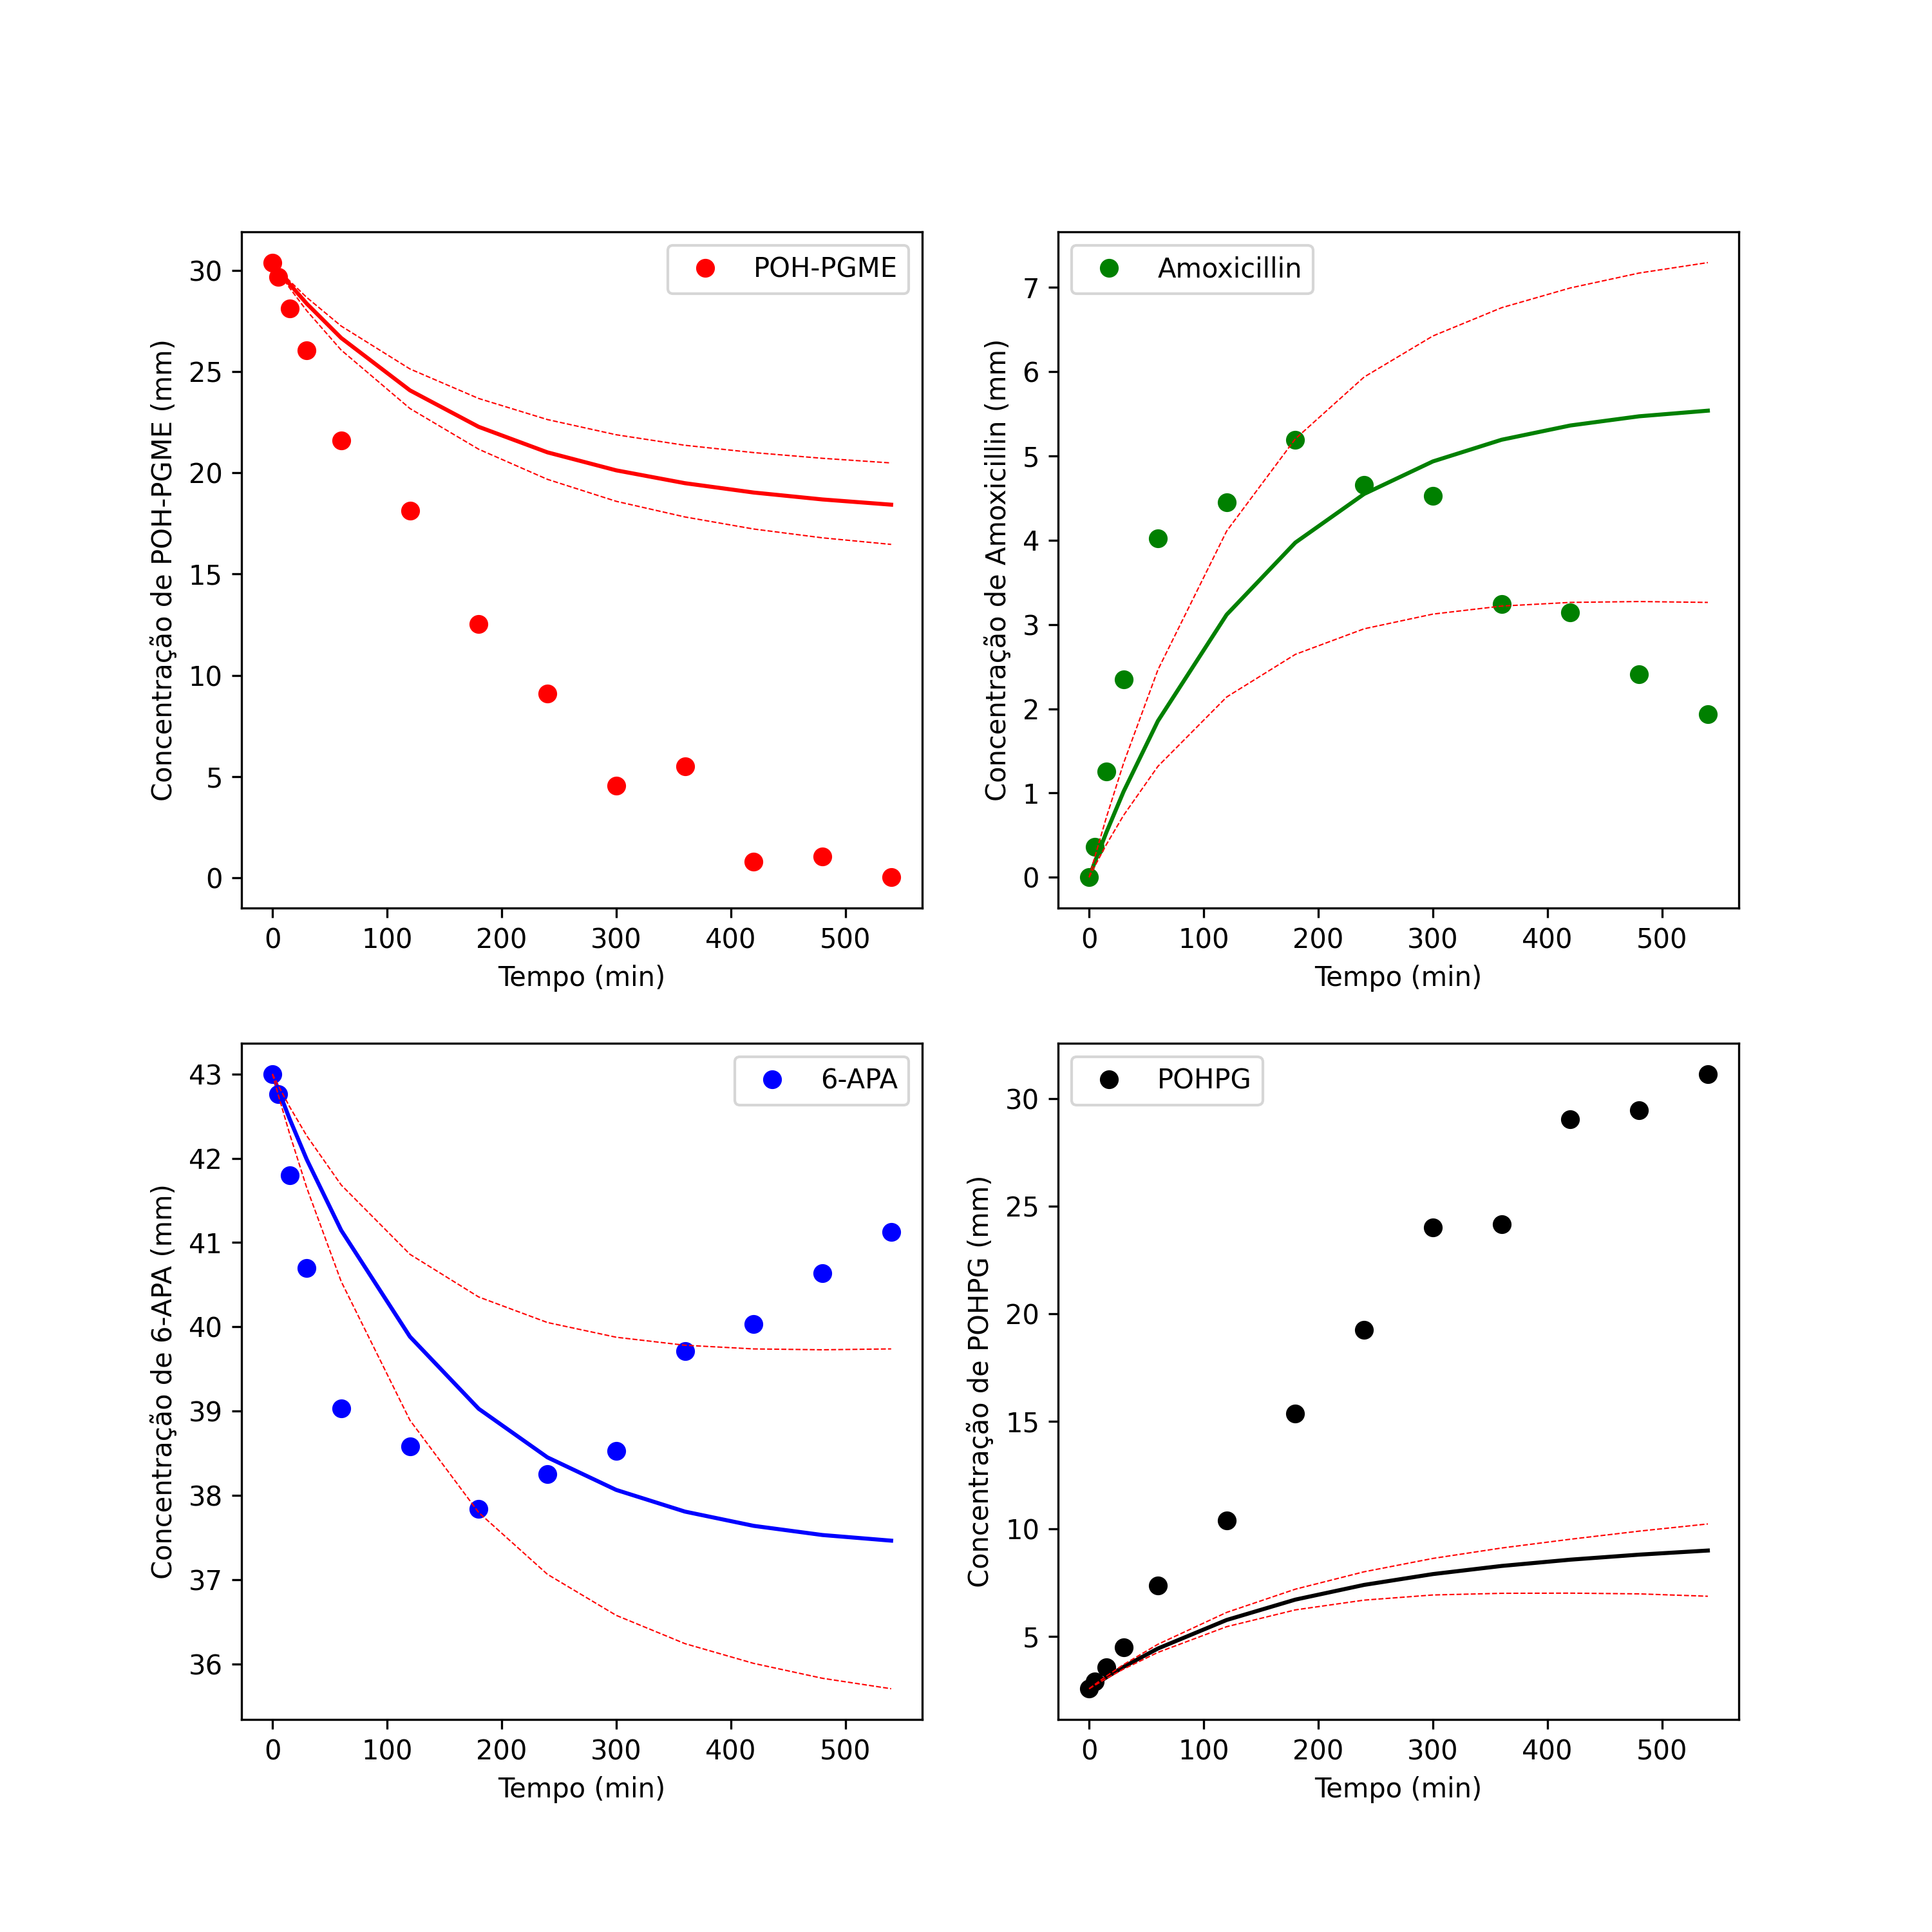 POH-PGME
Concentração de POH-PGME (mm)
30
25
20
15
10
5
0
0 100 200 300 400 500
Tempo (min)
Amoxicillin
Concentração de Amoxicillin (mm)
7
6
5
4
3
2
1
0
0 100 200 300 400 500
Tempo (min)
6-APA
Concentração de 6-APA (mm)
43
42
41
40
39
38
37
36
0 100 200 300 400 500
Tempo (min)
POHPG
Concentração de POHPG (mm)
30
25
20
15
10
5
0 100 200 300 400 500
Tempo (min)